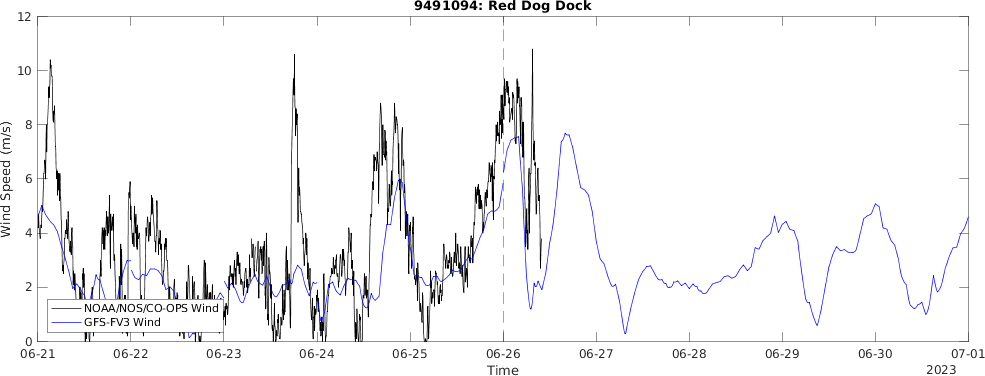 9491094: Red Dog Dock
Wind Speed (m/s)
12
10
8
6
4
2
0
NOAA/NOS/CO-OPS Wind
GFS-FV3 Wind
06-21 06-22 06-23 06-24 06-25 06-26 06-27 06-28 06-29 06-30 07-01
Time
2023